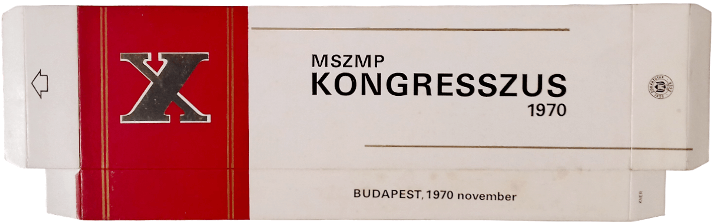 X
MSZMP
KONGRESSZUS
1970
BUDAPEST, 1970 november